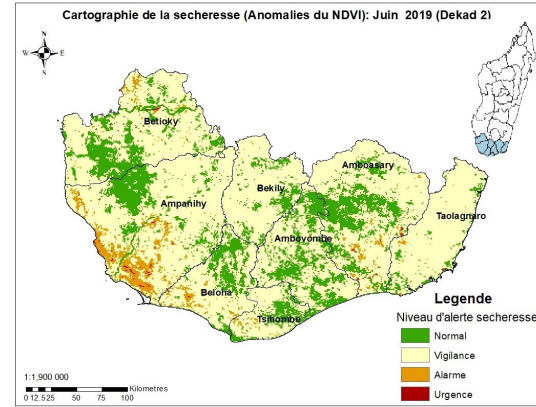 Cartographie de la secheresse (Anomalies du NDVI): Juin 2019 (Dekad 2)
N
W E
S
Betioky
Amboasary
Bekily
Ampanihy
Taolagnaro
Ambovombe
Beloha
Tsihombe
Legende
Niveau d'alerte secheresse
Normal
Vigilance
Alarme
Urgence
1:1,900 000
Kilometres
0 12.525 50 75 100